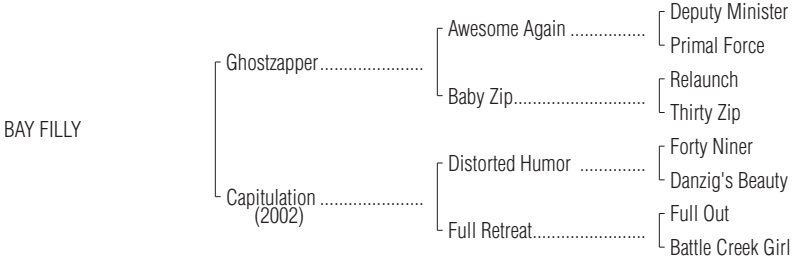 Deputy Minister
Awesome Again ................
Primal Force
Ghostzapper......................
Relaunch
Baby Zip............................
Thirty Zip
BAY FILLY
Forty Niner
Distorted Humor ..............
Danzig's Beauty
Capitulation ......................
(2002)
Full Out
Full Retreat........................
Battle Creek Girl